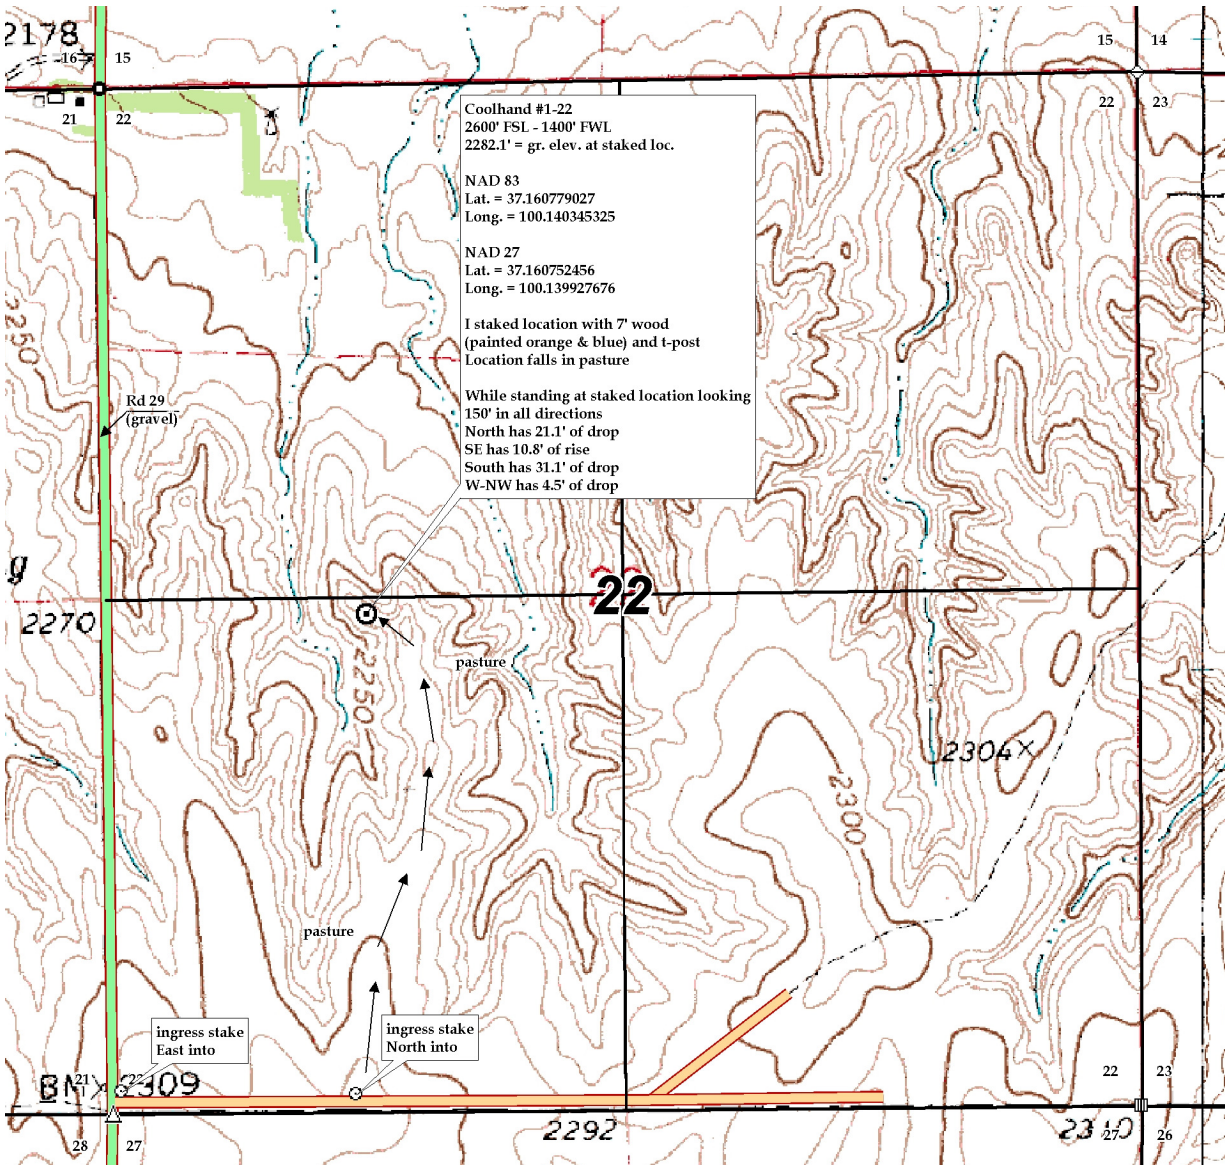 2178
16 15
15 14
21 22
22 23
Coolhand #1-22
2600' FSL - 1400' FWL
2282.1' = gr. elev. at staked loc.
NAD 83
Lat. = 37.160779027
Long. = 100.140345325
NAD 27
Lat. = 37.160752456
Long. = 100.139927676
I staked location with 7' wood
(painted orange & blue) and t-post
Location falls in pasture
While standing at staked location looking
150' in all directions
North has 21.1' of drop
SE has 10.8' of rise
South has 31.1' of drop
W-NW has 4.5' of drop
2250
Rd 29
(gravel)
g
22
2270
pasture
2250
2304X
2300
pasture
ingress stake
East into
ingress stake
North into
21 22
22 23
BM X 2309
2292
28 27
27 26